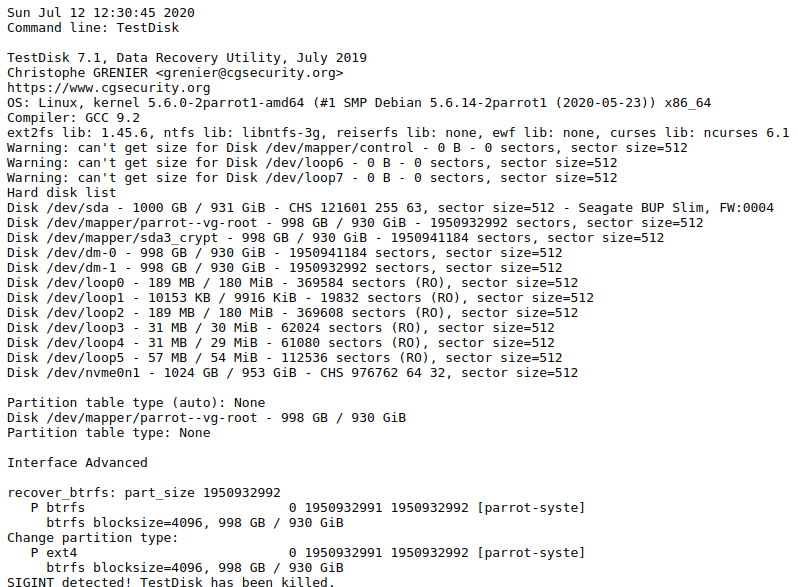 Sun Jul 12 12:30:45 2020
Command line: TestDisk
TestDisk 7.1, Data Recovery Utility, July 2019
Christophe GRENIER <grenier@cgsecurity.org>
https://www.cgsecurity.org
OS: Linux, kernel 5.6.0-2parrot1-amd64 (#1 SMP Debian 5.6.14-2parrot1 (2020-05-23)) x86_64
Compiler: GCC 9.2
ext2fs lib: 1.45.6, ntfs lib: libntfs-3g, reiserfs lib: none, ewf lib: none, curses lib: ncurses 6.1
Warning: can't get size for Disk /dev/mapper/control - 0 B - 0 sectors, sector size=512
Warning: can't get size for Disk /dev/loop6 - 0 B - 0 sectors, sector size=512
Warning: can't get size for Disk /dev/loop7 - 0 B - 0 sectors, sector size=512
Hard disk list
Disk /dev/sda - 1000 GB / 931 GiB - CHS 121601 255 63, sector size=512 - Seagate BUP Slim, FW:0004
Disk /dev/mapper/parrot--vg-root - 998 GB / 930 GiB - 1950932992 sectors, sector size=512
Disk /dev/mapper/sda3_crypt - 998 GB / 930 GiB - 1950941184 sectors, sector size=512
Disk /dev/dm-0 - 998 GB / 930 GiB - 1950941184 sectors, sector size=512
Disk /dev/dm-1 - 998 GB / 930 GiB - 1950932992 sectors, sector size=512
Disk /dev/loop0 - 189 MB / 180 MiB - 369584 sectors (RO), sector size=512
Disk /dev/loop1 - 10153 KB / 9916 KiB - 19832 sectors (RO), sector size=512
Disk /dev/loop2 - 189 MB / 180 MiB - 369608 sectors (RO), sector size=512
Disk /dev/loop3 - 31 MB / 30 MiB - 62024 sectors (RO), sector size=512
Disk /dev/loop4 - 31 MB / 29 MiB - 61080 sectors (RO), sector size=512
Disk /dev/loop5 - 57 MB / 54 MiB - 112536 sectors (RO), sector size=512
Disk /dev/nvme0n1 - 1024 GB / 953 GiB - CHS 976762 64 32, sector size=512
Partition table type (auto): None
Disk /dev/mapper/parrot--vg-root - 998 GB / 930 GiB
Partition table type: None
Interface Advanced
recover_btrfs: part_size 1950932992
P btrfs 0 1950932991 1950932992 [parrot-syste]
btrfs blocksize=4096, 998 GB / 930 GiB
Change partition type:
P ext4 0 1950932991 1950932992 [parrot-syste]
btrfs blocksize=4096, 998 GB / 930 GiB
SIGINT detected! TestDisk has been killed.